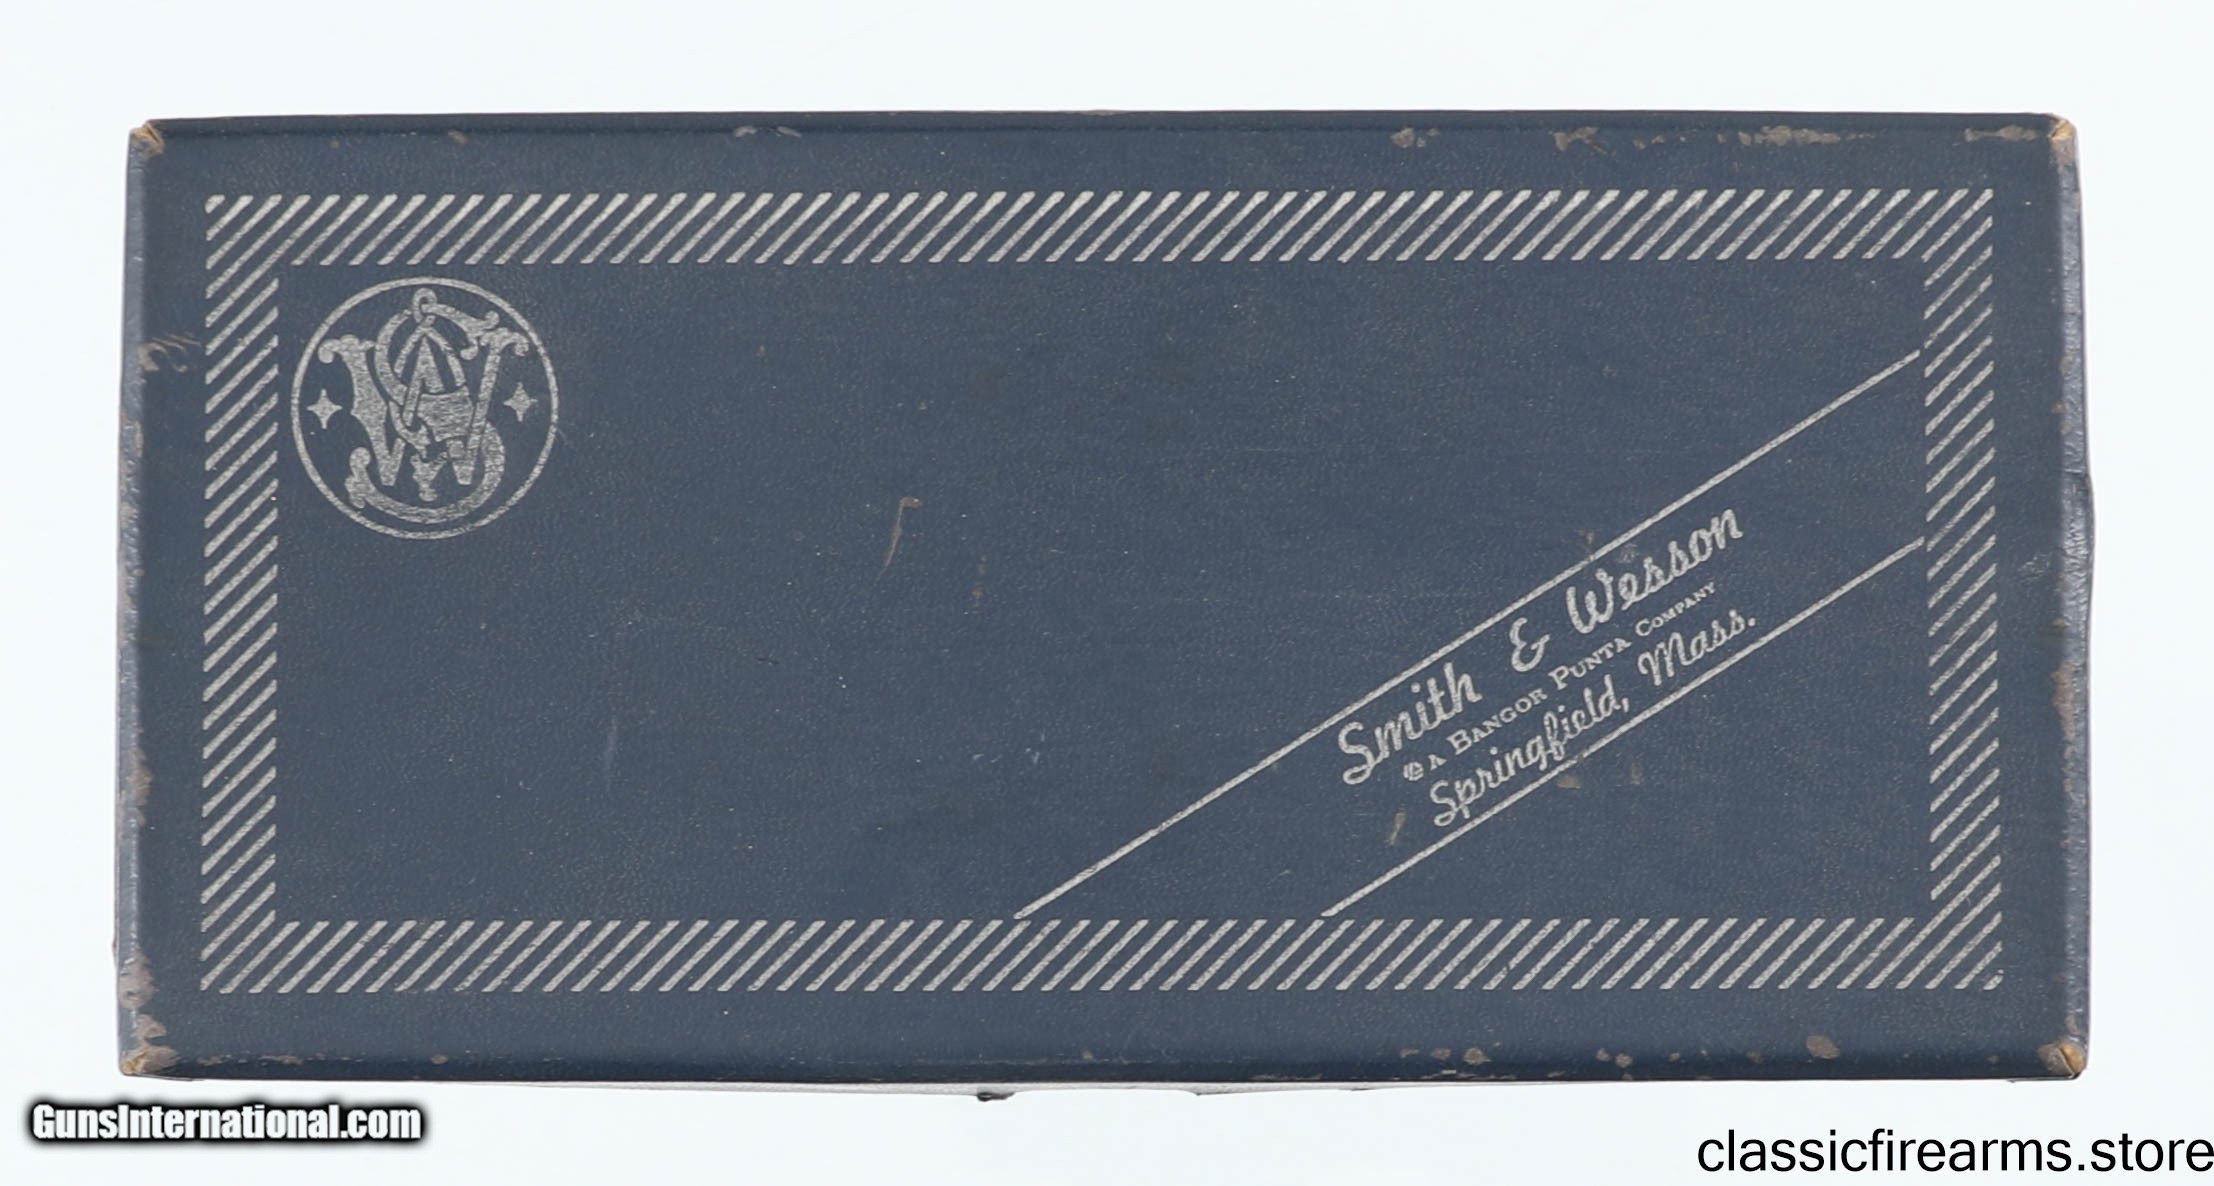 Smith & Wesson
A BANGOR PUNTA COMPANY
Springfield, Mass.
GunsInternational.com
classicfirearms.store